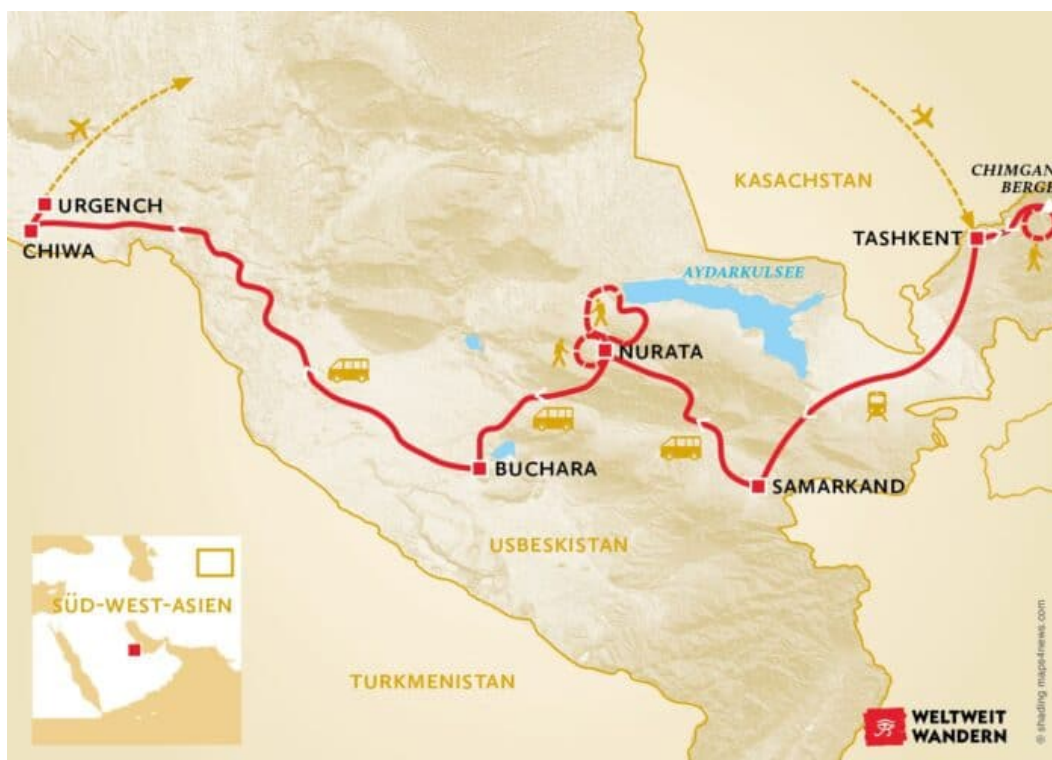 KASACHSTAN
CHIMGAN
BERGE
URGENCH
CHIWA
TASHKENT
AYDARKULSEE
NURATA
BUCHARA
SAMARKAND
USBESKISTAN
SÜD-WEST-ASIEN
TURKMENISTAN
WELTWEIT
WANDERN
© shading maps4news.com